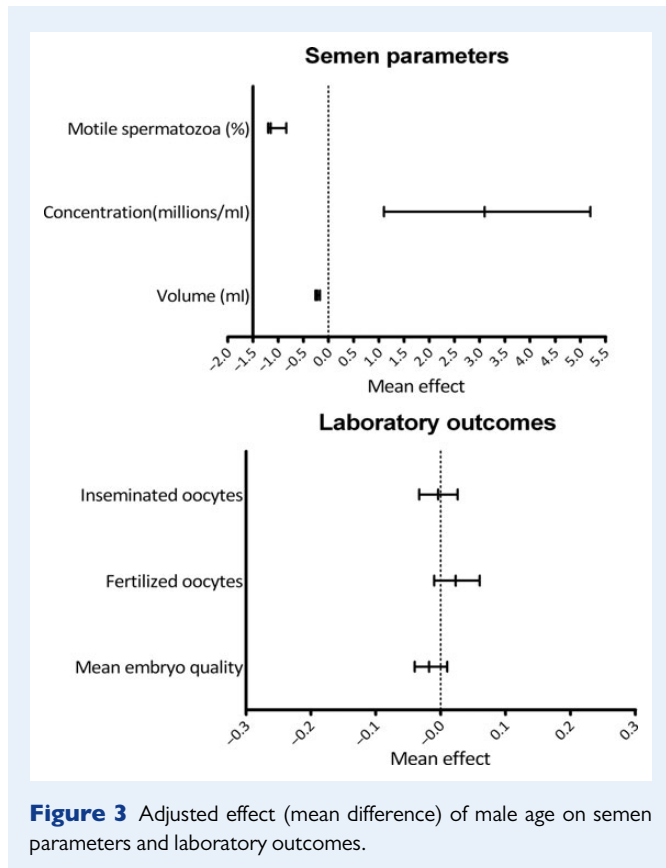 Semen parameters
Motile spermatozoa (%)
Concentration(millions/ml)
Volume (ml)
–2.0 –1.5 –1.0 –0.5 0.0 0.5 1.0 1.5 2.0 2.5 3.0 3.5 4.0 4.5 5.0 5.5
Mean effect
Laboratory outcomes
Inseminated oocytes
Fertilized oocytes
Mean embryo quality
–0.3 –0.2 –0.1 –0.0 0.1 0.2 0.3
Mean effect
Figure 3 Adjusted effect (mean difference) of male age on semen
parameters and laboratory outcomes.